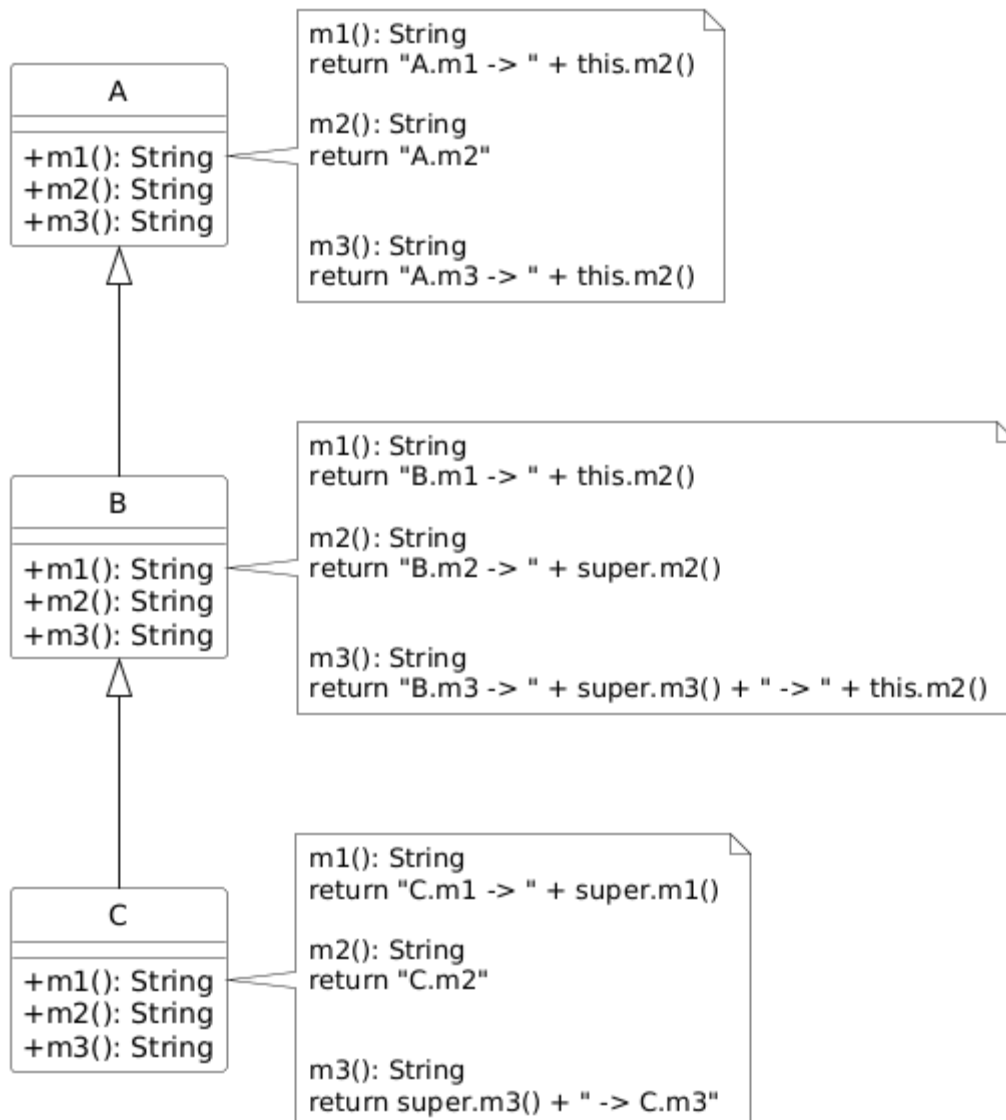 A
+m1(): String
+m2(): String
+m3(): String
m1(): String
return "A.m1 -> " + this.m2()
m2(): String
return "A.m2"
m3(): String
return "A.m3 -> " + this.m2()
B
+m1(): String
+m2(): String
+m3(): String
m1(): String
return "B.m1 -> " + this.m2()
m2(): String
return "B.m2 -> " + super.m2()
m3(): String
return "B.m3 -> " + super.m3() + " -> " + this.m2()
C
+m1(): String
+m2(): String
+m3(): String
m1(): String
return "C.m1 -> " + super.m1()
m2(): String
return "C.m2"
m3(): String
return super.m3() + " -> C.m3"